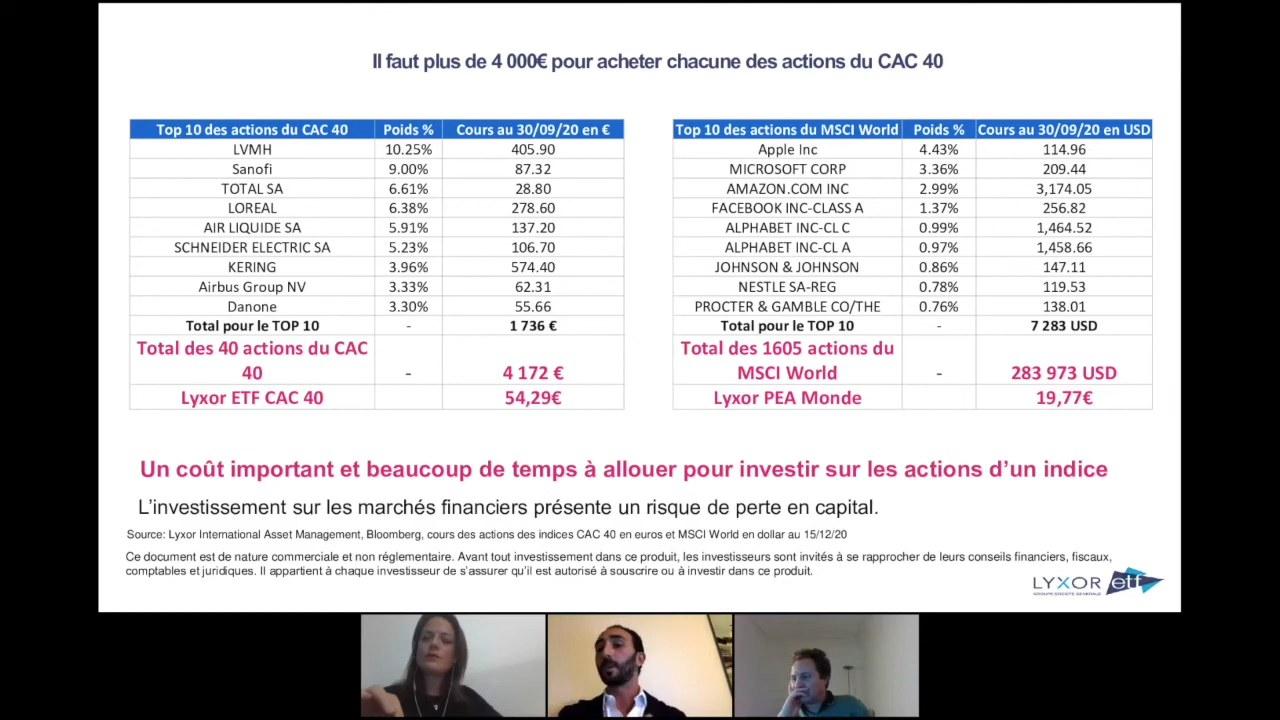 Il faut plus de 4 000€ pour acheter chacune des actions du CAC 40
Top 10 des actions du CAC 40 Poids % Cours au 30/09/20 en €
LVMH 10.25% 405.90
Sanofi 9.00% 87.32
TOTAL SA 6.61% 28.80
LOREAL 6.38% 278.60
AIR LIQUIDE SA 5.91% 137.20
SCHNEIDER ELECTRIC SA 5.23% 106.70
KERING 3.96% 574.40
Airbus Group NV 3.33% 62.31
Danone 3.30% 55.66
Total pour le TOP 10 - 1 736 €
Total des 40 actions du CAC
40 - 4 172 €
Lyxor ETF CAC 40 54,29€
Top 10 des actions du MSCI World Poids % Cours au 30/09/20 en USD
Apple Inc 4.43% 114.96
MICROSOFT CORP 3.36% 209.44
AMAZON.COM INC 2.99% 3,174.05
FACEBOOK INC-CLASS A 1.37% 256.82
ALPHABET INC-CL C 0.99% 1,464.52
ALPHABET INC-CL A 0.97% 1,458.66
JOHNSON & JOHNSON 0.86% 147.11
NESTLE SA-REG 0.78% 119.53
PROCTER & GAMBLE CO/THE 0.76% 138.01
Total pour le TOP 10 - 7 283 USD
Total des 1605 actions du
MSCI World - 283 973 USD
Lyxor PEA Monde 19,77€
Un coût important et beaucoup de temps à allouer pour investir sur les actions d'un indice
L'investissement sur les marchés financiers présente un risque de perte en capital.
Source: Lyxor International Asset Management, Bloomberg, cours des actions des indices CAC 40 en euros et MSCI World en dollar au 15/12/20
Ce document est de nature commerciale et non réglementaire. Avant tout investissement dans ce produit, les investisseurs sont invités à se rapprocher de leurs conseils financiers, fiscaux,
comptables et juridiques. Il appartient à chaque investisseur de s'assurer qu'il est autorisé à souscrire ou à investir dans ce produit.
LYXOR etf
GROUPE SOCIETE GENERALE